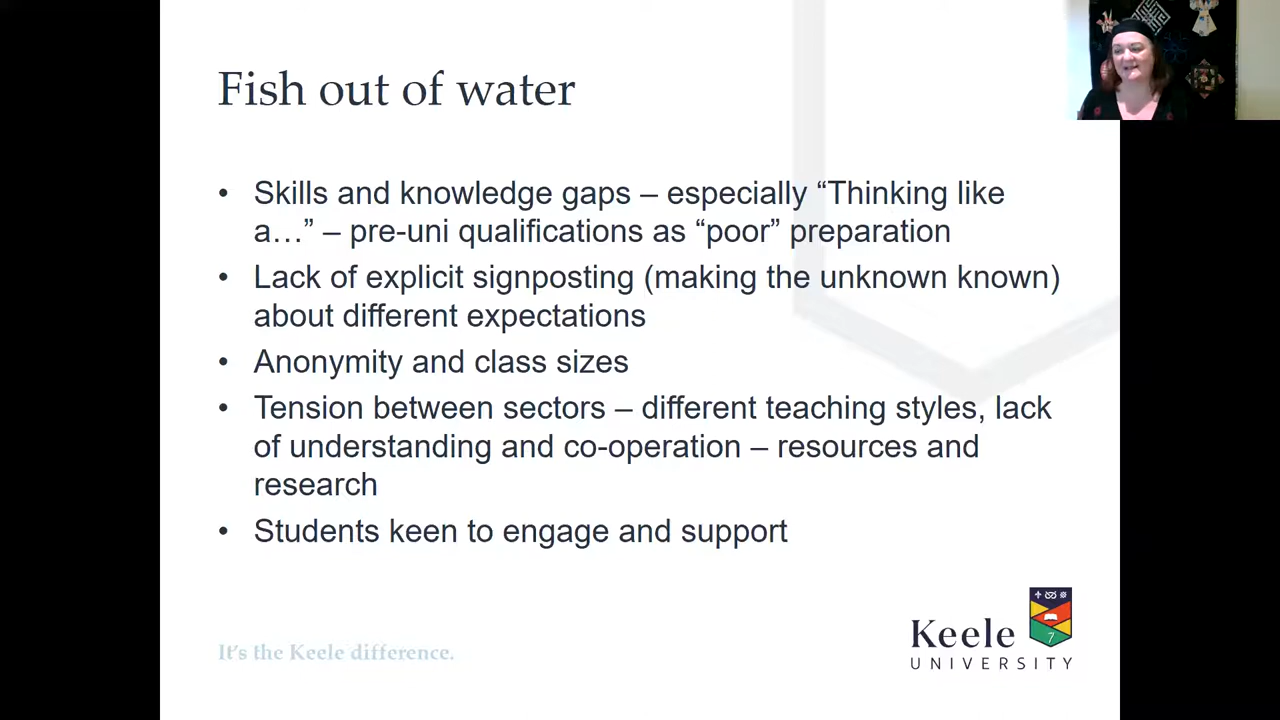 Fish out of water
• Skills and knowledge gaps – especially “Thinking like
a…” – pre-uni qualifications as “poor” preparation
• Lack of explicit signposting (making the unknown known)
about different expectations
• Anonymity and class sizes
• Tension between sectors – different teaching styles, lack
of understanding and co-operation – resources and
research
• Students keen to engage and support
It's the Keele difference.
Keele
UNIVERSITY